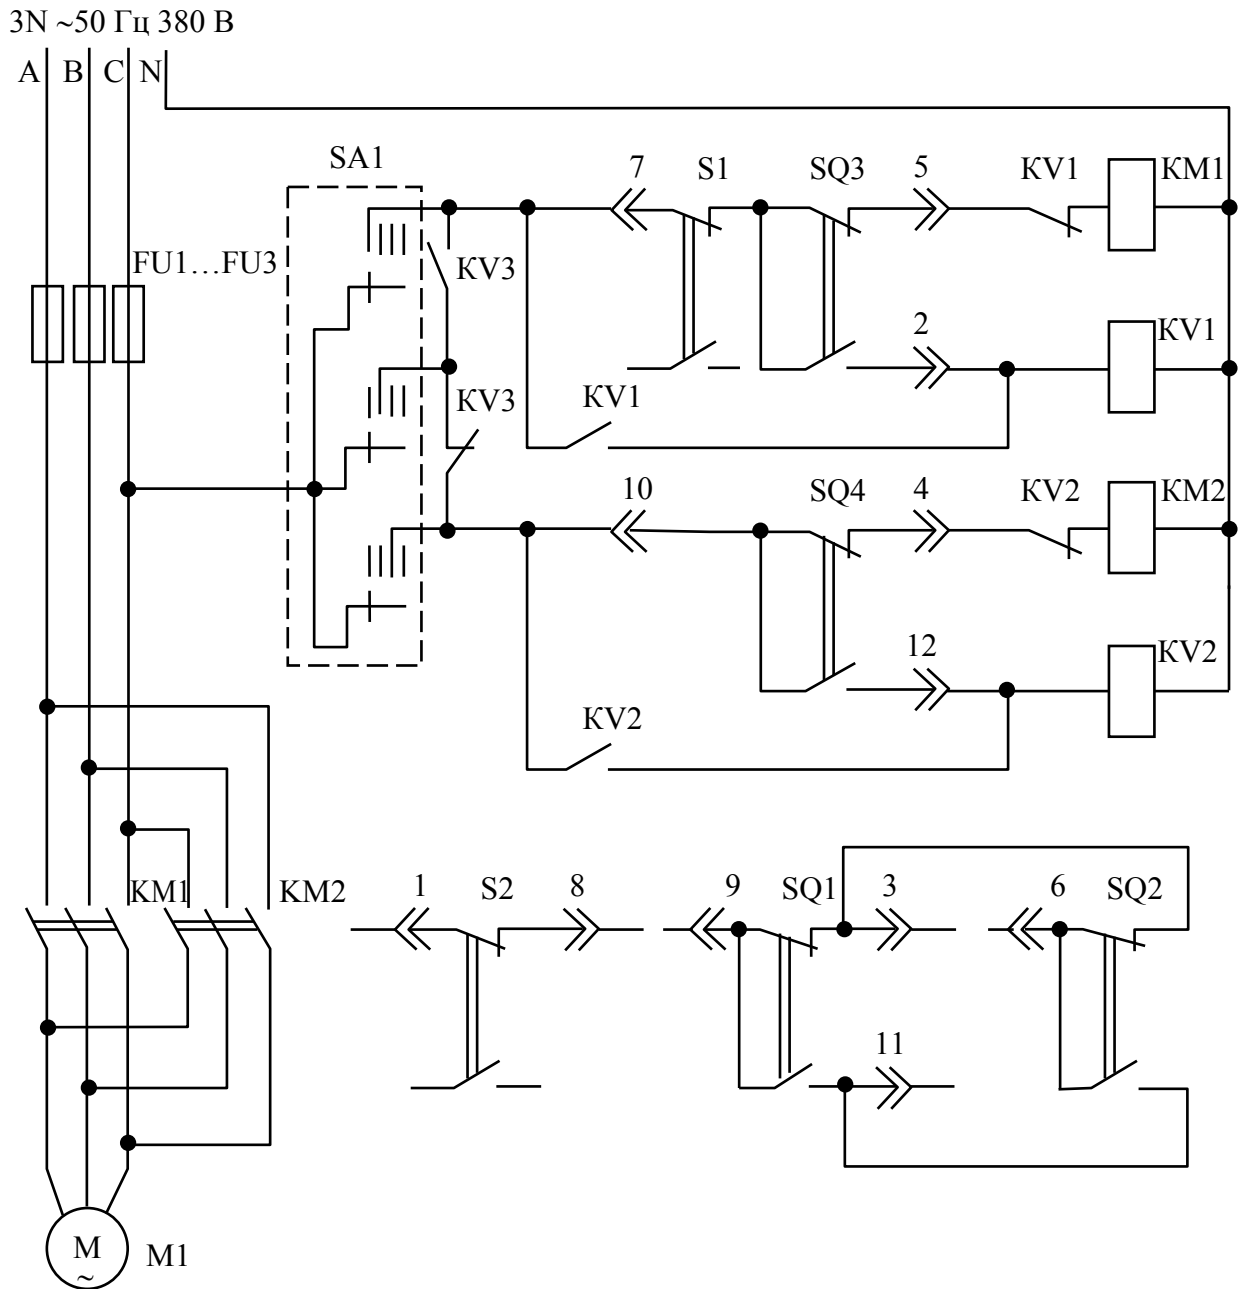 3N ~50 Гц 380 В
A B C N
SA1
7 S1 SQ3 5 KV1 KM1
FU1...FU3
KV3
2 KV1
KV3 KV1
10 SQ4 4 KV2 KM2
12 KV2
KV2
KM1 KM2
1 S2 8 9 SQ1 3 6 SQ2
11
M
~
M1